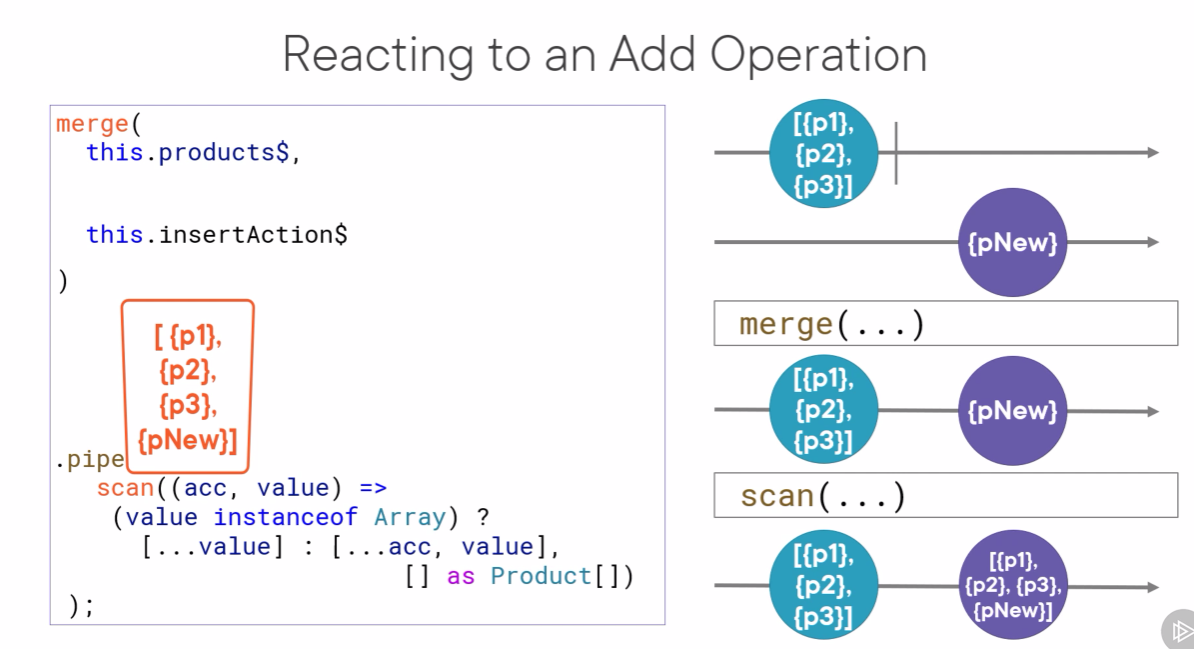 Reacting to an Add Operation
merge(
this.products$,
this.insertAction$
)
[ {p1},
{p2},
{p3},
{pNew}]
.pipe
scan((acc, value) =>
(value instanceof Array) ?
[...value] : [...acc, value],
[] as Product[])
);
[{p1},
{p2},
{p3}]
{pNew}
merge(...)
[{p1},
{p2},
{p3}]
{pNew}
scan(...)
[{p1},
{p2},
{p3}]
[{p1},
{p2}, {p3},
{pNew}]